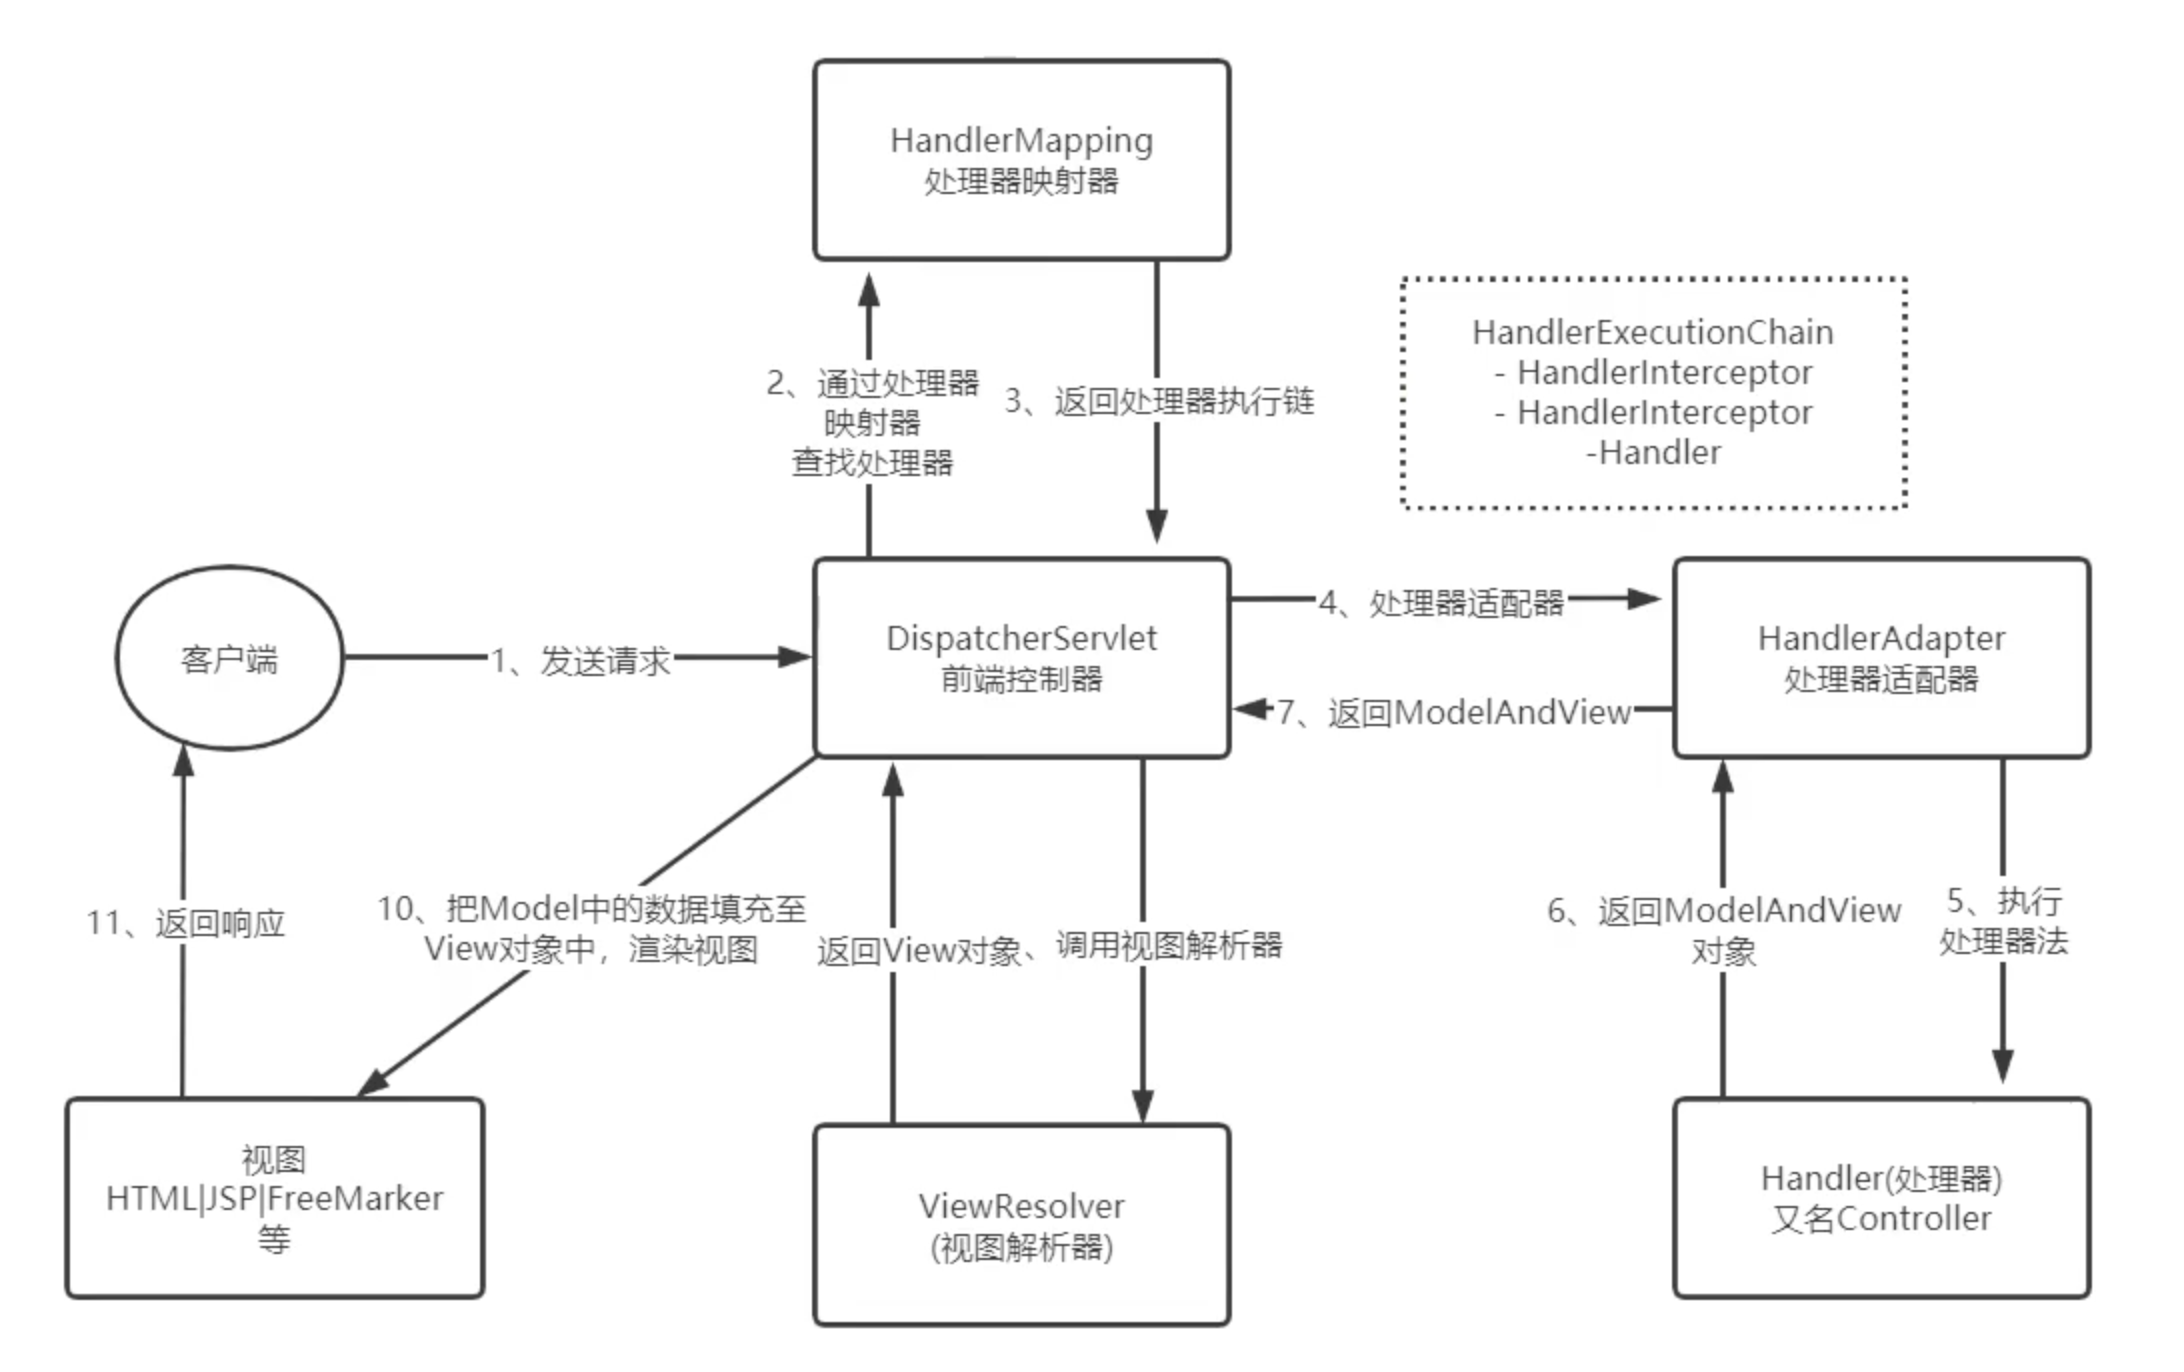 HandlerMapping
处理器映射器
HandlerExecutionChain
- HandlerInterceptor
- HandlerInterceptor
-Handler
2、通过处理器
映射器
查找处理器
3、返回处理器执行链
客户端
1、发送请求
DispatcherServlet
前端控制器
4、处理器适配器
7、返回ModelAndView
HandlerAdapter
处理器适配器
11、返回响应
10、把Model中的数据填充至
View对象中，渲染视图
返回View对象、
调用视图解析器
6、返回ModelAndView
对象
5、执行
处理器法
视图
HTML|JSP|FreeMarker
等
ViewResolver
(视图解析器)
Handler(处理器)
又名Controller